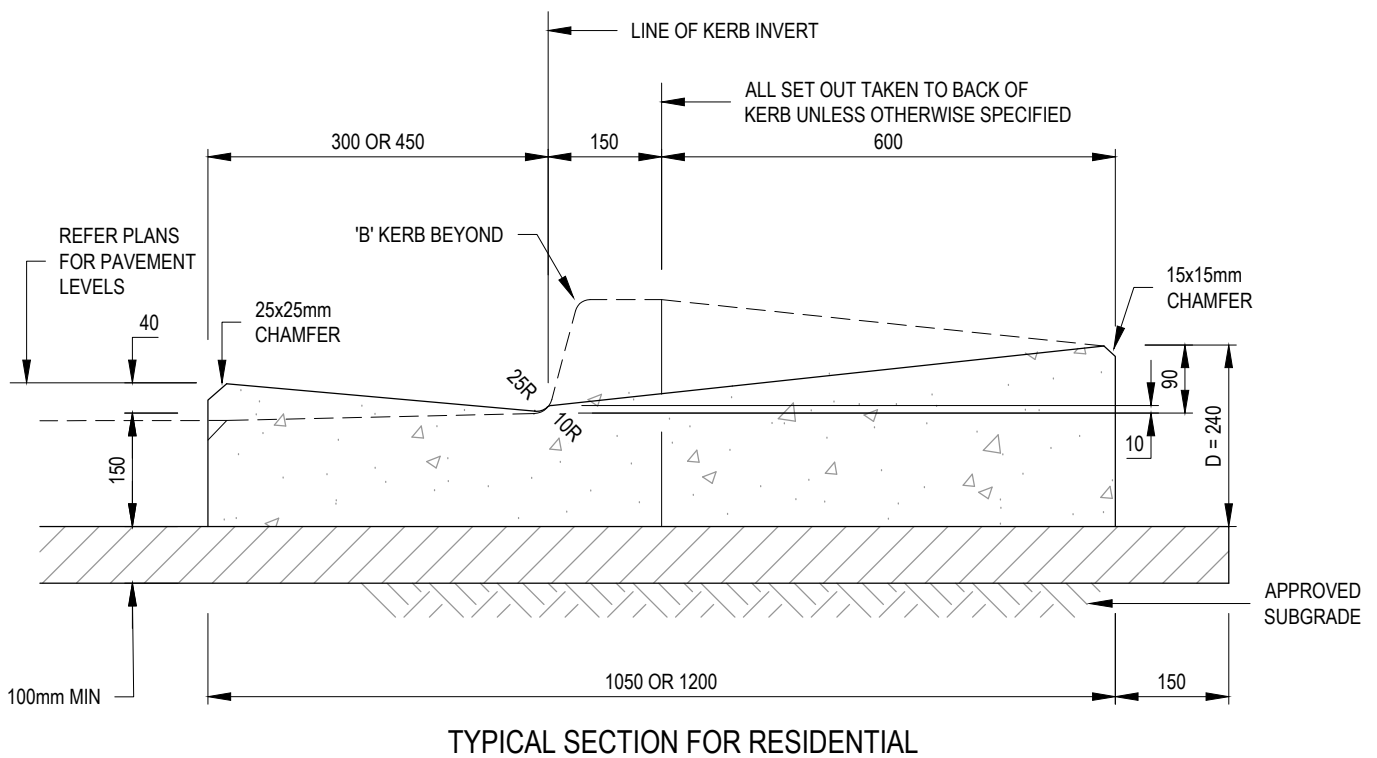 LINE OF KERB INVERT
ALL SET OUT TAKEN TO BACK OF
KERB UNLESS OTHERWISE SPECIFIED
300 OR 450
150
600
REFER PLANS
FOR PAVEMENT
LEVELS
'B' KERB BEYOND
15x15mm
CHAMFER
25x25mm
CHAMFER
40
25R
10R
90
10
D = 240
150
APPROVED
SUBGRADE
100mm MIN
1050 OR 1200
150
TYPICAL SECTION FOR RESIDENTIAL